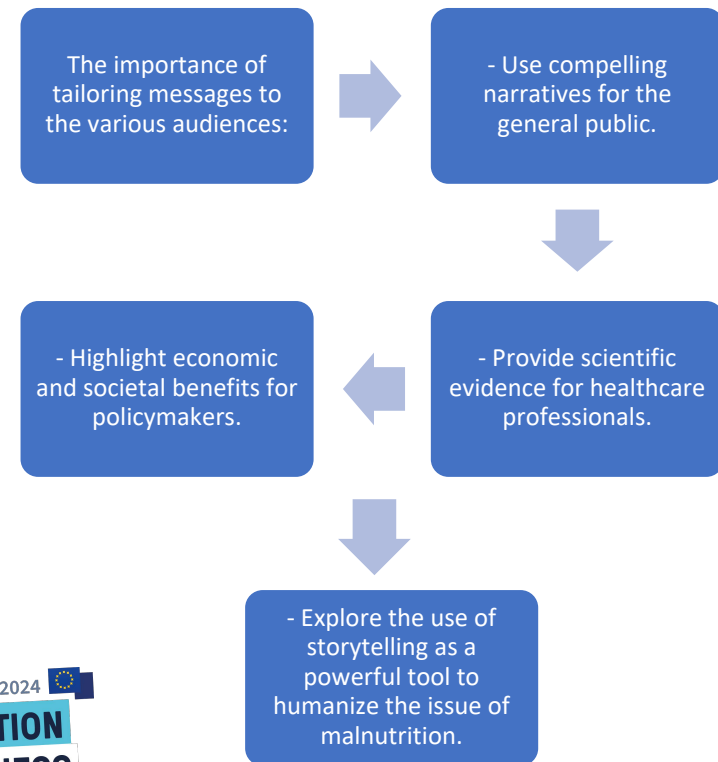 The importance of
tailoring messages to
the various audiences:
- Use compelling
narratives for the
general public.
- Provide scientific
evidence for healthcare
professionals.
- Highlight economic
and societal benefits for
policymakers.
- Explore the use of
storytelling as a
powerful tool to
humanize the issue of
malnutrition.
2024